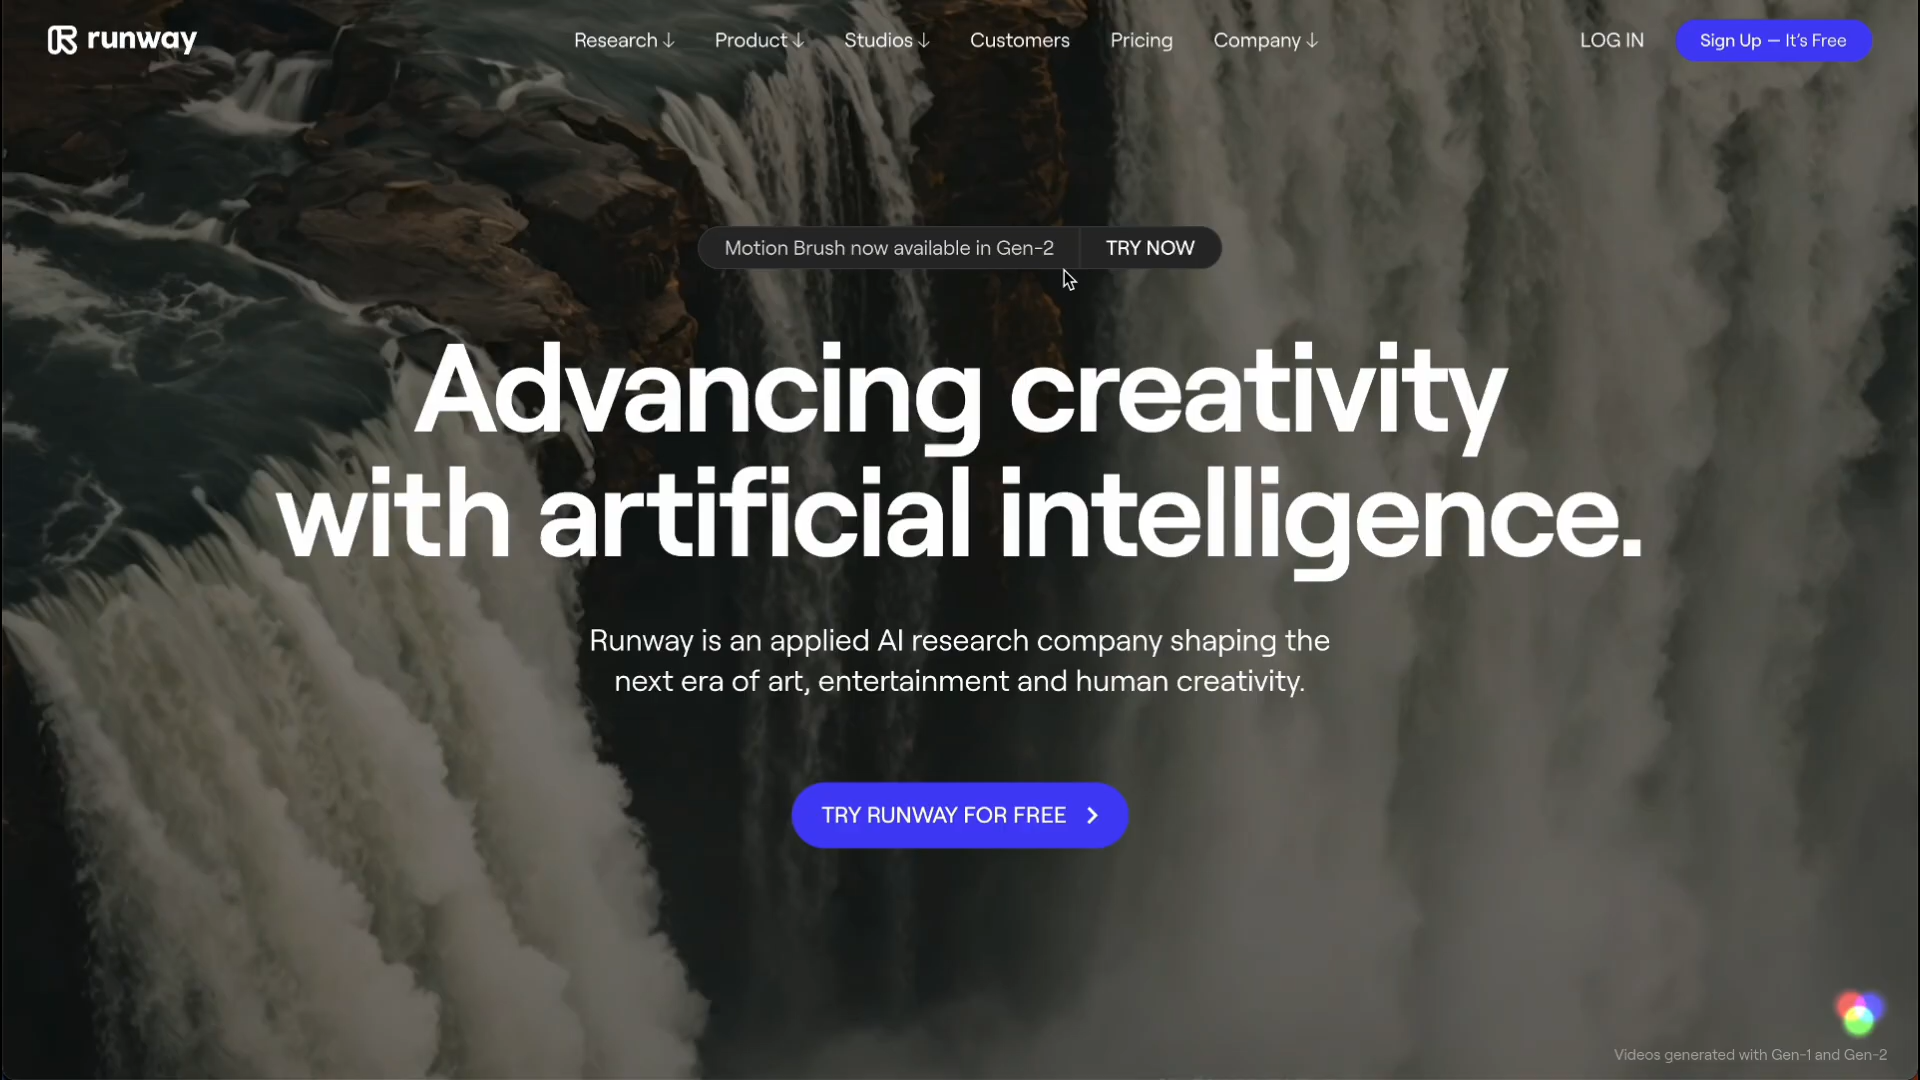 runway
Research ↓ Product ↓ Studios ↓ Customers Pricing Company ↓
LOG IN
Sign Up — It's Free
Motion Brush now available in Gen-2
TRY NOW
Advancing creativity
with artificial intelligence.
Runway is an applied AI research company shaping the
next era of art, entertainment and human creativity.
TRY RUNWAY FOR FREE
Videos generated with Gen-1 and Gen-2